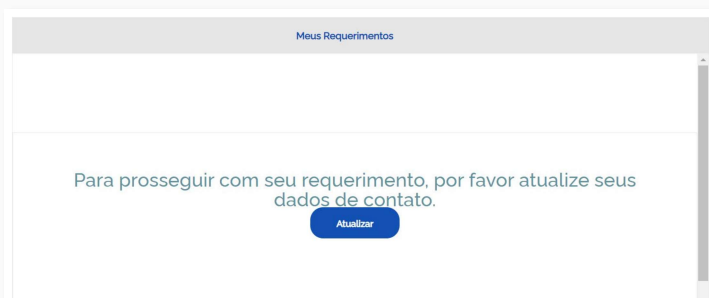 Meus Requerimentos
Para prosseguir com seu requerimento, por favor atualize seus
dados de contato.
Atualizar